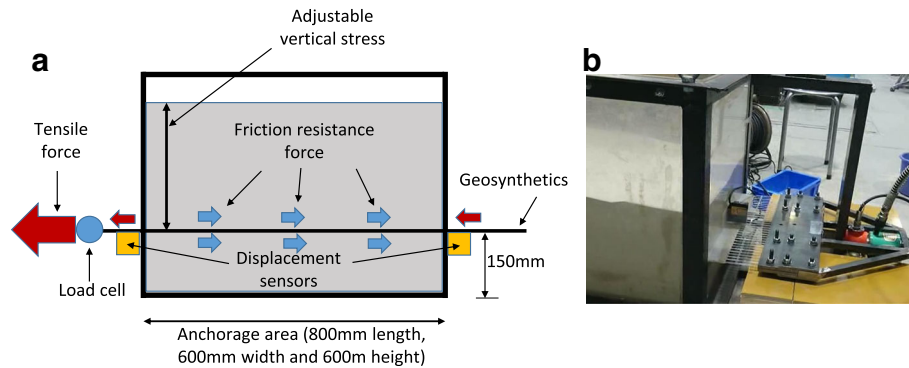 a
Adjustable
vertical stress
b
Tensile
force
Friction resistance
force
Geosynthetics
Displacement
sensors
Load cell
150mm
Anchorage area (800mm length,
600mm width and 600m height)